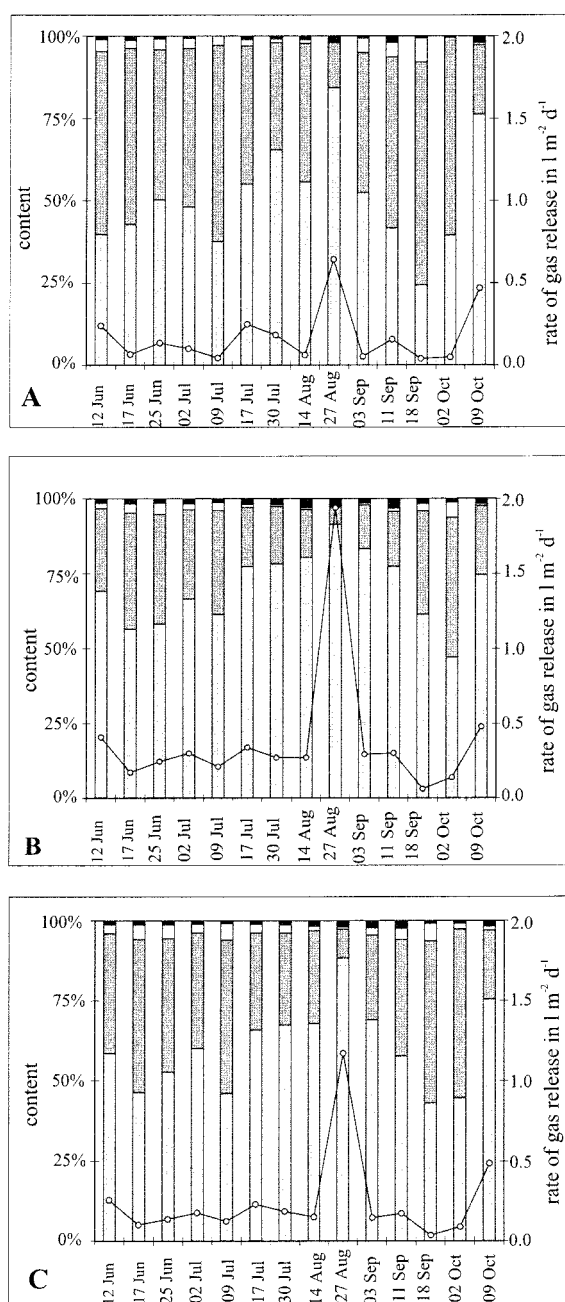 100%
75%
50%
25%
0%
content
2.0
1.5
1.0
0.5
0.0
rate of gas release in l m⁻² d⁻¹
A
12 Jun
17 Jun
25 Jun
02 Jul
09 Jul
17 Jul
30 Jul
14 Aug
27 Aug
03 Sep
11 Sep
18 Sep
02 Oct
09 Oct
100%
75%
50%
25%
0%
content
2.0
1.5
1.0
0.5
0.0
rate of gas release in l m⁻² d⁻¹
B
12 Jun
17 Jun
25 Jun
02 Jul
09 Jul
17 Jul
30 Jul
14 Aug
27 Aug
03 Sep
11 Sep
18 Sep
02 Oct
09 Oct
100%
75%
50%
25%
0%
content
2.0
1.5
1.0
0.5
0.0
rate of gas release in l m⁻² d⁻¹
C
12 Jun
17 Jun
25 Jun
02 Jul
09 Jul
17 Jul
30 Jul
14 Aug
27 Aug
03 Sep
11 Sep
18 Sep
02 Oct
09 Oct